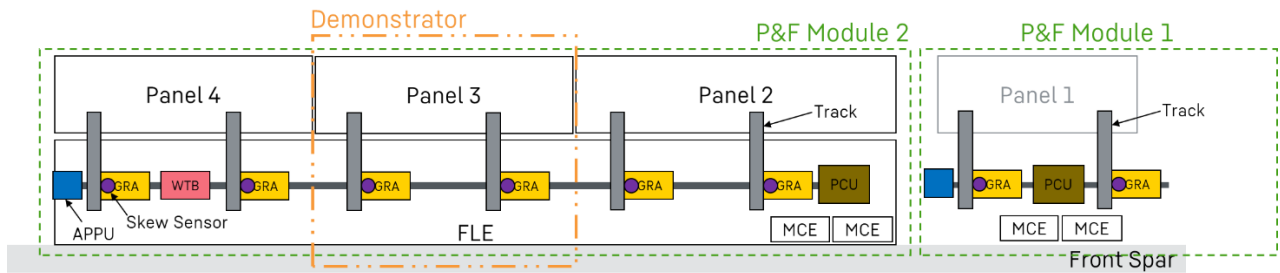 Demonstrator
P&F Module 2
P&F Module 1
Panel 4
Panel 3
Panel 2
Panel 1
Track
Track
GRA
WTB
GRA
GRA
GRA
GRA
GRA
PCU
GRA
PCU
GRA
Skew Sensor
APPU
FLE
MCE
MCE
MCE
MCE
Front Spar